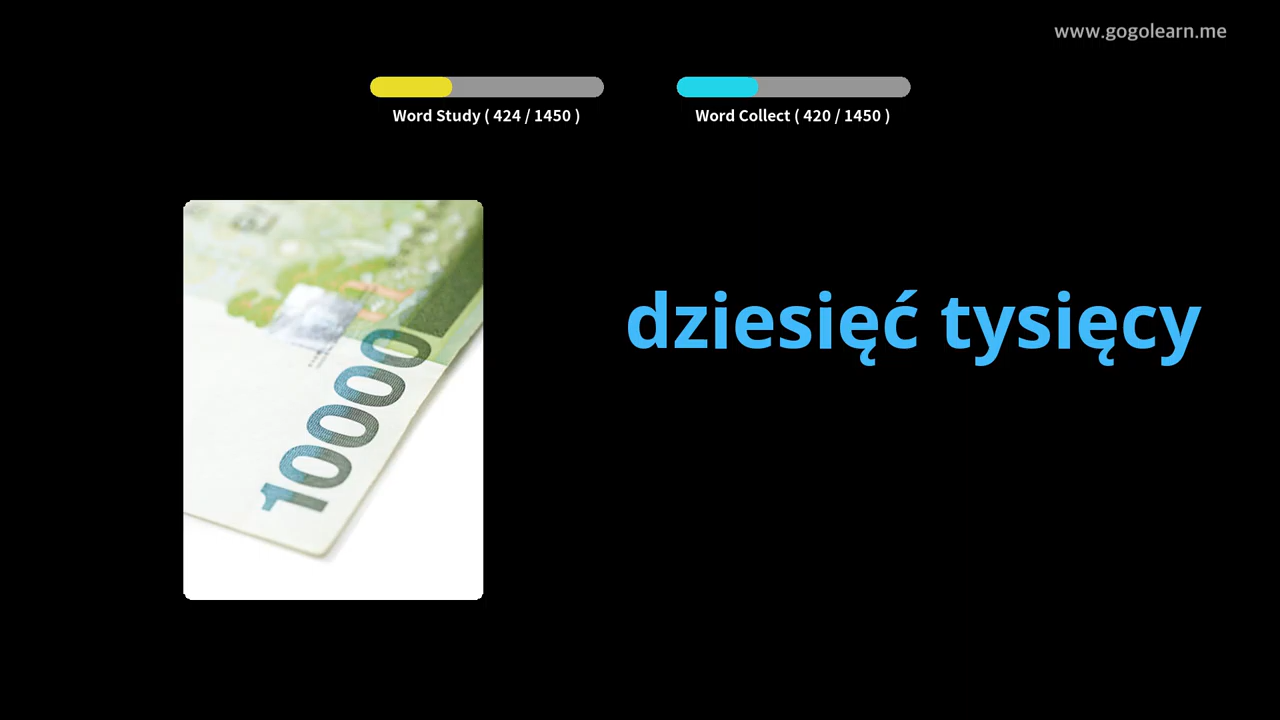 www.gogolearn.me
Word Study ( 424 / 1450 )
Word Collect ( 420 / 1450 )
dziesięć tysięcy
10000